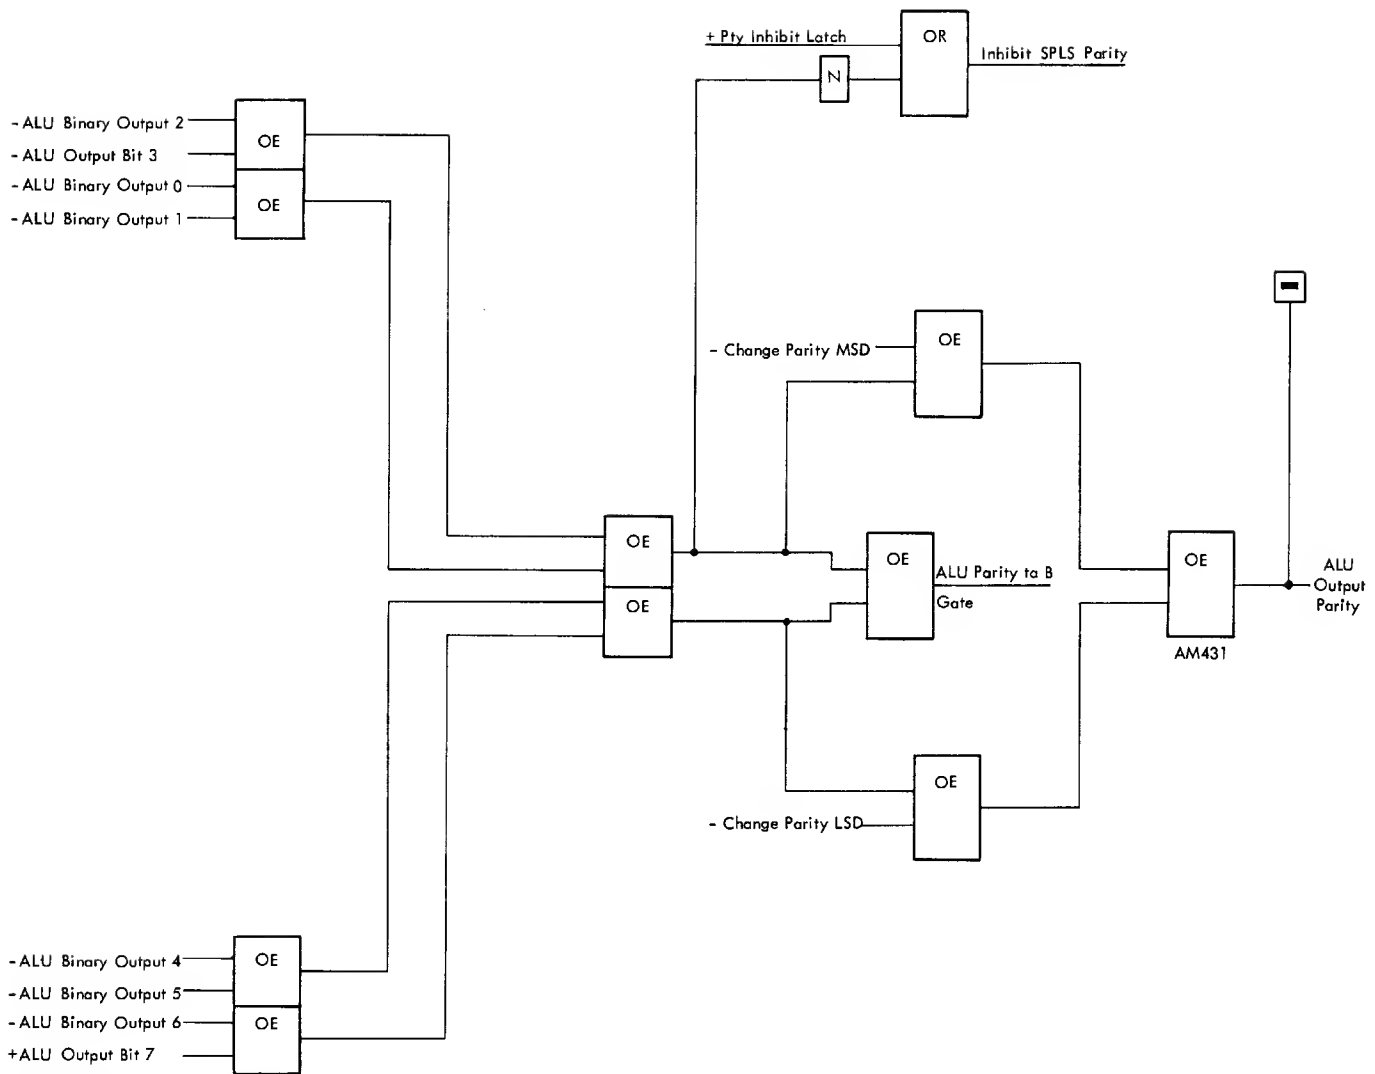 + Pty Inhibit Latch
OR
Inhibit SPLS Parity
N
- ALU Binary Output 2
OE
- ALU Output Bit 3
- ALU Binary Output 0
OE
- ALU Binary Output 1
OE
- Change Parity MSD
OE
OE
ALU Parity ta B
Gate
OE
OE
ALU
Output
Parity
AM431
OE
- Change Parity LSD
- ALU Binary Output 4
OE
- ALU Binary Output 5
- ALU Binary Output 6
OE
+ALU Output Bit 7